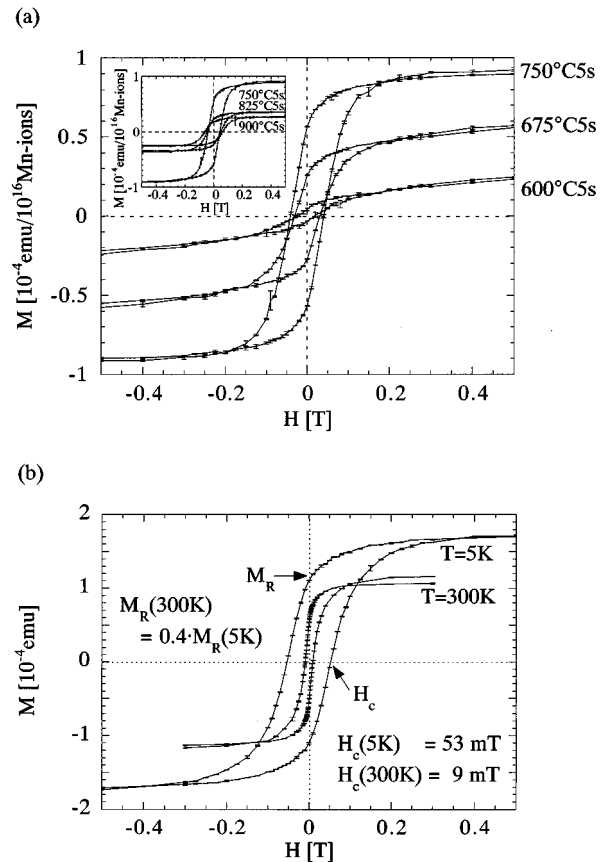 (a)
1
0.5
0
-0.5
-1
M [10⁻⁴emu/10¹⁶Mn-ions]
-0.4
-0.2
0
0.2
0.4
H [T]
750°C5s
675°C5s
600°C5s
1
0
-1
M [10⁻⁴emu/10¹⁶Mn-ions]
-0.4 -0.2 0 0.2 0.4
H [T]
750°C5s
825°C5s
900°C5s
(b)
2
1
0
-1
-2
M [10⁻⁴emu]
-0.4
-0.2
0
0.2
0.4
H [T]
T=5K
T=300K
M_R
M_R(300K)
= 0.4·M_R(5K)
H_c
H_c(5K) = 53 mT
H_c(300K) = 9 mT